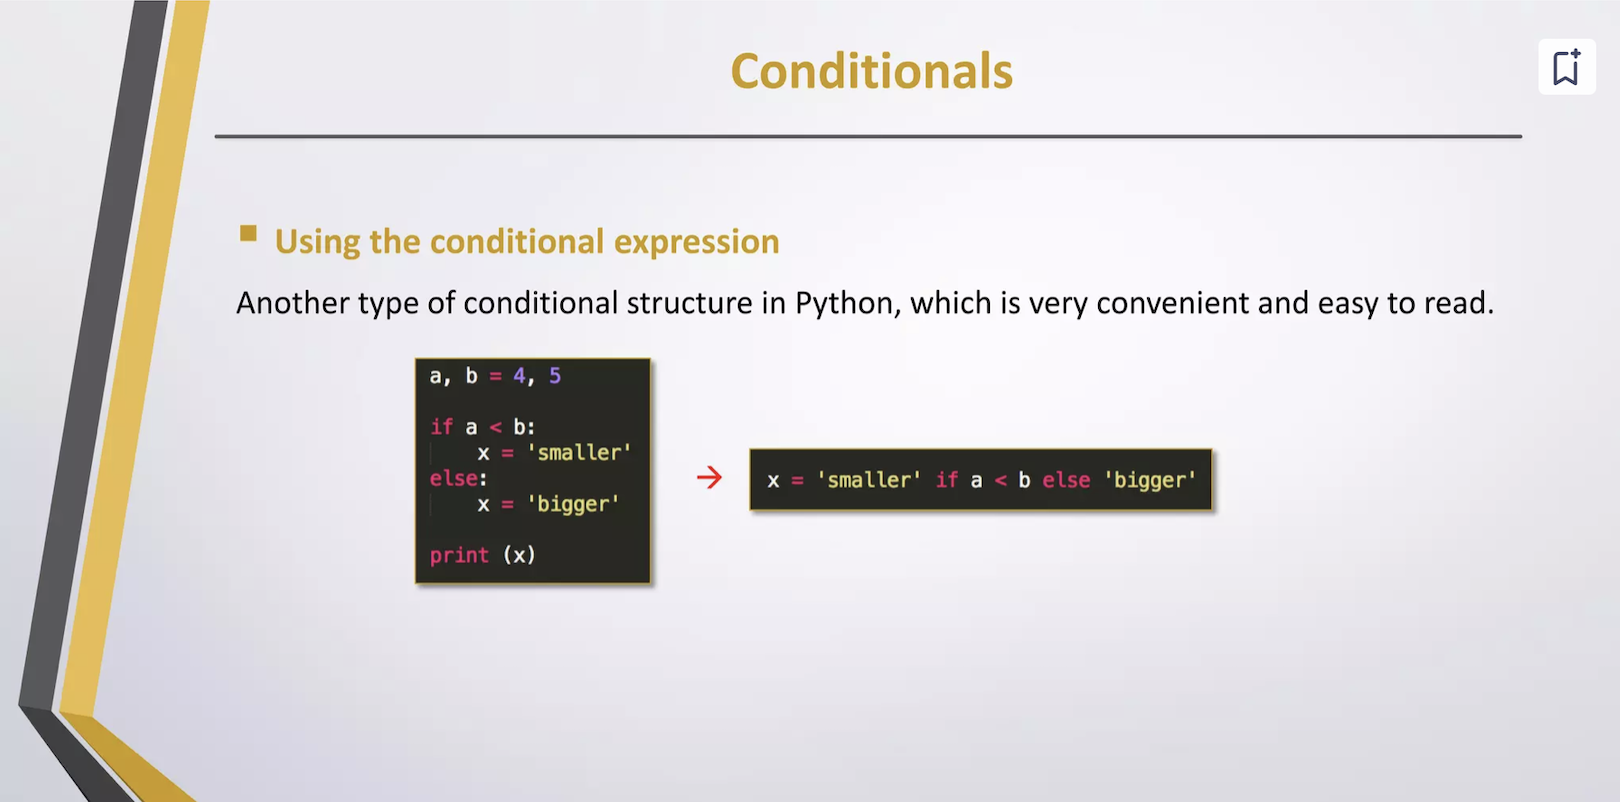 Conditionals
Using the conditional expression
Another type of conditional structure in Python, which is very convenient and easy to read.
a, b = 4, 5
if a < b:
x = 'smaller'
else:
x = 'bigger'
print (x)
→
x = 'smaller' if a < b else 'bigger'